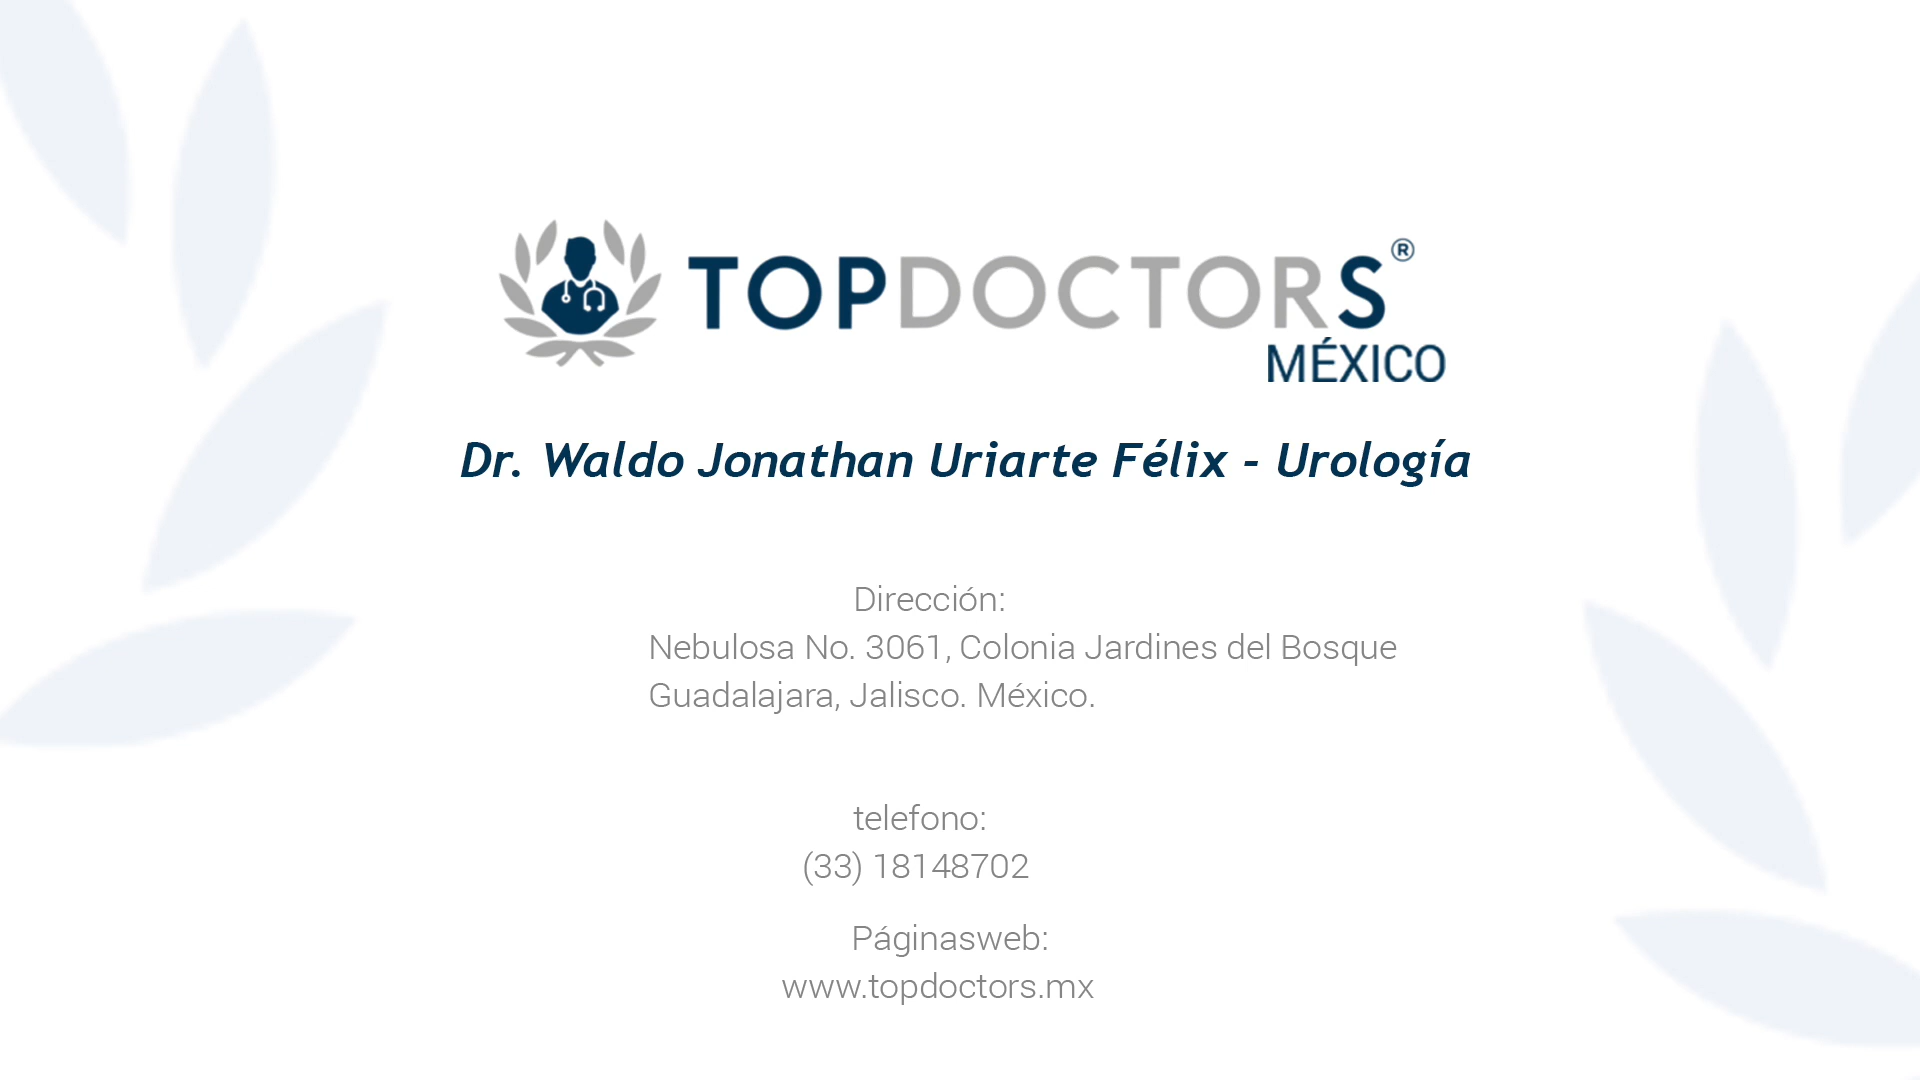 TOPDOCTORS®
MÉXICO
Dr. Waldo Jonathan Uriarte Félix - Urología
Dirección:
Nebulosa No. 3061, Colonia Jardines del Bosque
Guadalajara, Jalisco. México.
telefono:
(33) 18148702
Páginasweb:
www.topdoctors.mx